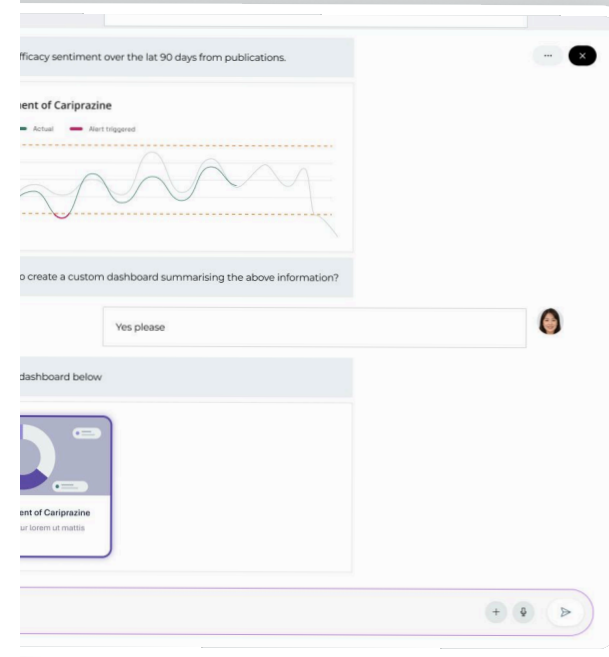 fficacy sentiment over the lat 90 days from publications.
ent of Cariprazine
Actual Alert triggered
o create a custom dashboard summarising the above information?
Yes please
dashboard below
ent of Cariprazine
ur lorem ut mattis